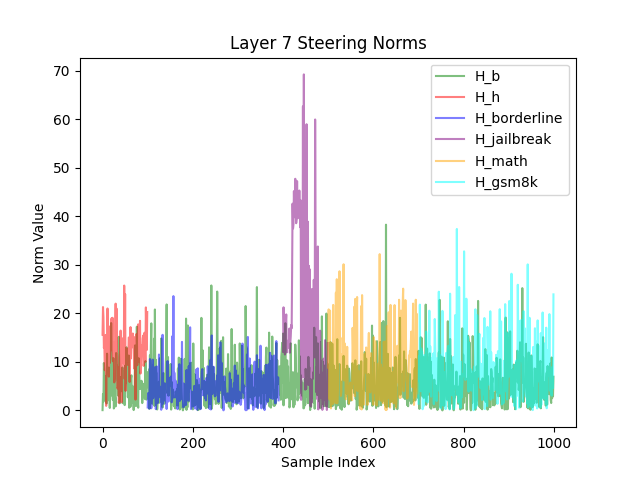 Layer 7 Steering Norms
70
60
50
40
30
20
10
0
Norm Value
H_b
H_h
H_borderline
H_jailbreak
H_math
H_gsm8k
0
200
400
600
800
1000
Sample Index